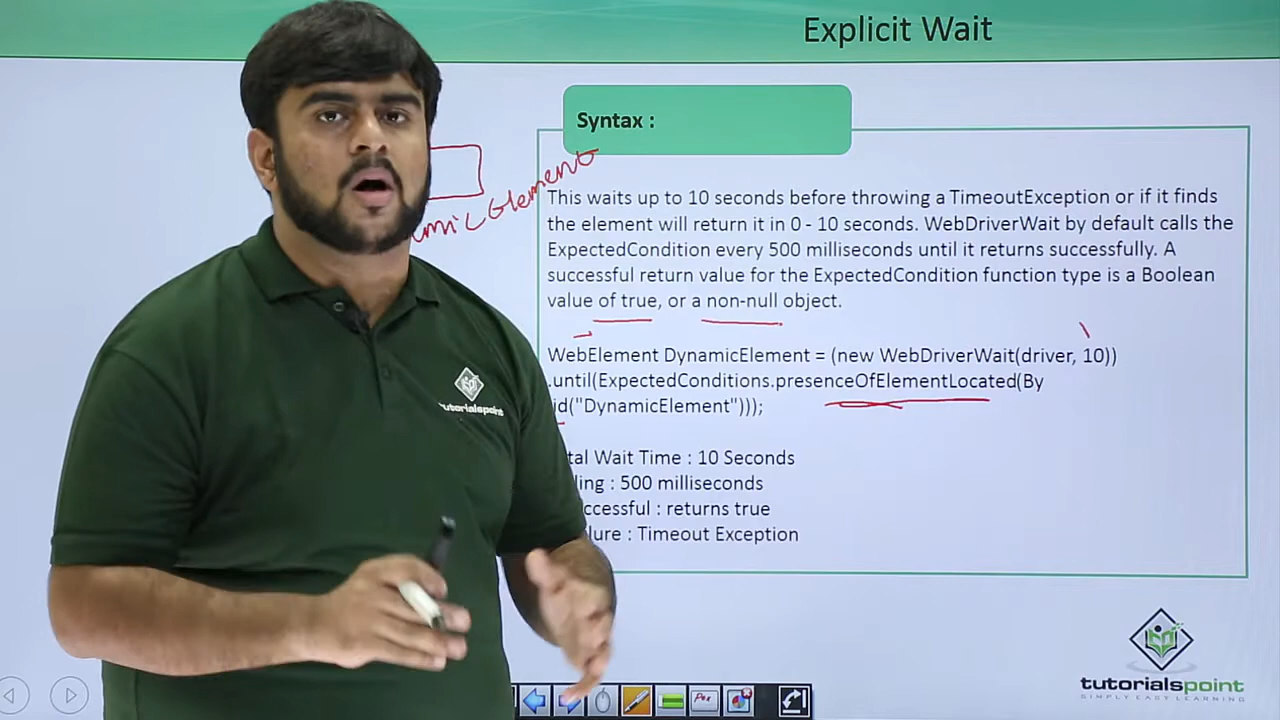 Explicit Wait
Syntax :
Element
This waits up to 10 seconds before throwing a TimeoutException or if it finds
the element will return it in 0 - 10 seconds. WebDriverWait by default calls the
ExpectedCondition every 500 milliseconds until it returns successfully. A
successful return value for the ExpectedCondition function type is a Boolean
value of true, or a non-null object.
WebElement DynamicElement = (new WebDriverWait(driver, 10))
.until(ExpectedConditions.presenceOfElementLocated(By
id("DynamicElement")));
Wait Time : 10 Seconds
: 500 milliseconds
: returns true
: Timeout Exception
tutorialspoint
tutorialspoint
SIMPLY EASY LEARNING